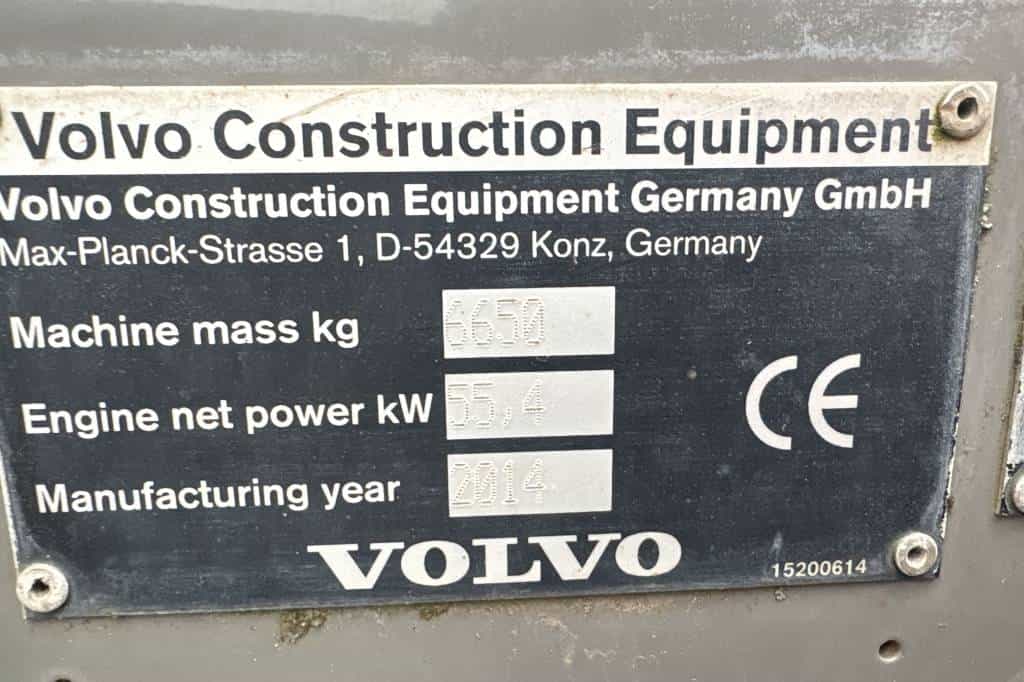 Volvo Construction Equipment
Volvo Construction Equipment Germany GmbH
Max-Planck-Strasse 1, D-54329 Konz, Germany
Machine mass kg 6650
Engine net power kW 55,4
Manufacturing year 2014
CE
VOLVO
15200614